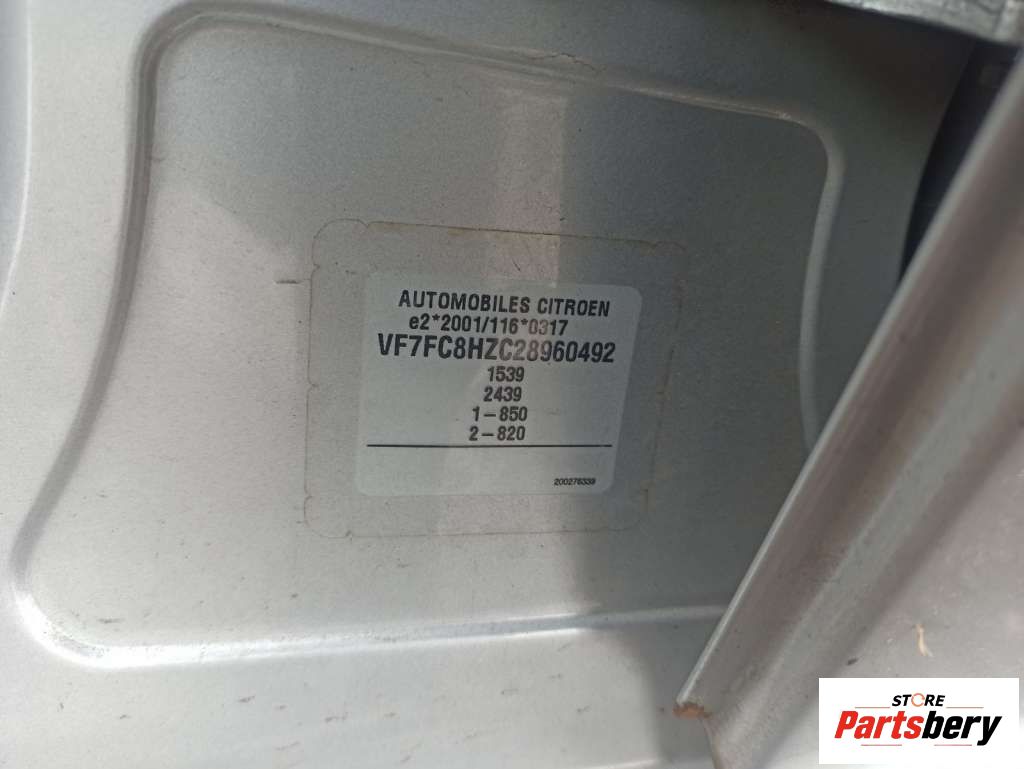 AUTOMOBILES CITROEN
e2*2001/116*0317
VF7FC8HZC28960492
1539
2439
1-850
2-820
200276339
STORE
Partsbery